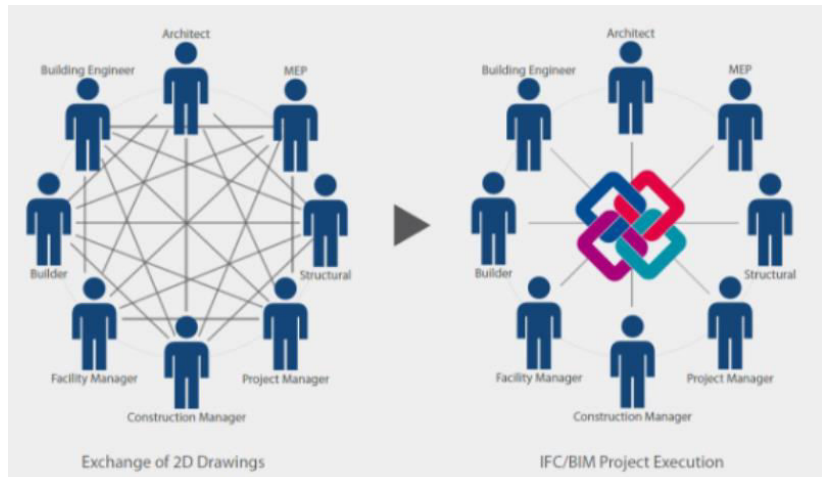 Architect
Building Engineer
MEP
Builder
Structural
Facility Manager
Project Manager
Construction Manager
Exchange of 2D Drawings
Architect
Building Engineer
MEP
Builder
Structural
Facility Manager
Project Manager
Construction Manager
IFC/BIM Project Execution